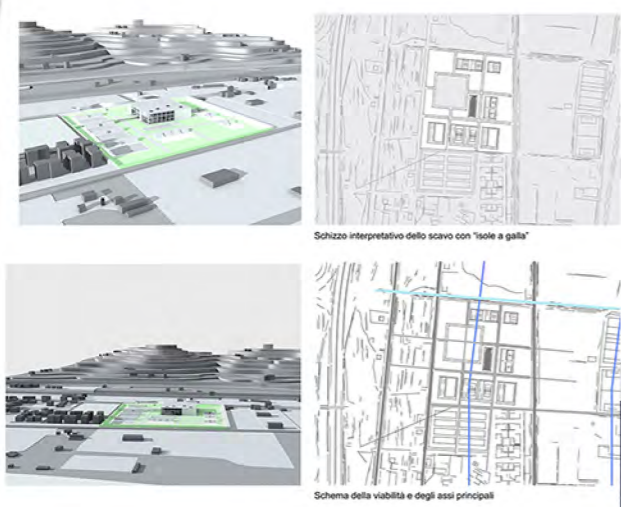 Schizzo interpretativo dello scavo con "isole a galla"
Schema della viabilità e degli assi principali